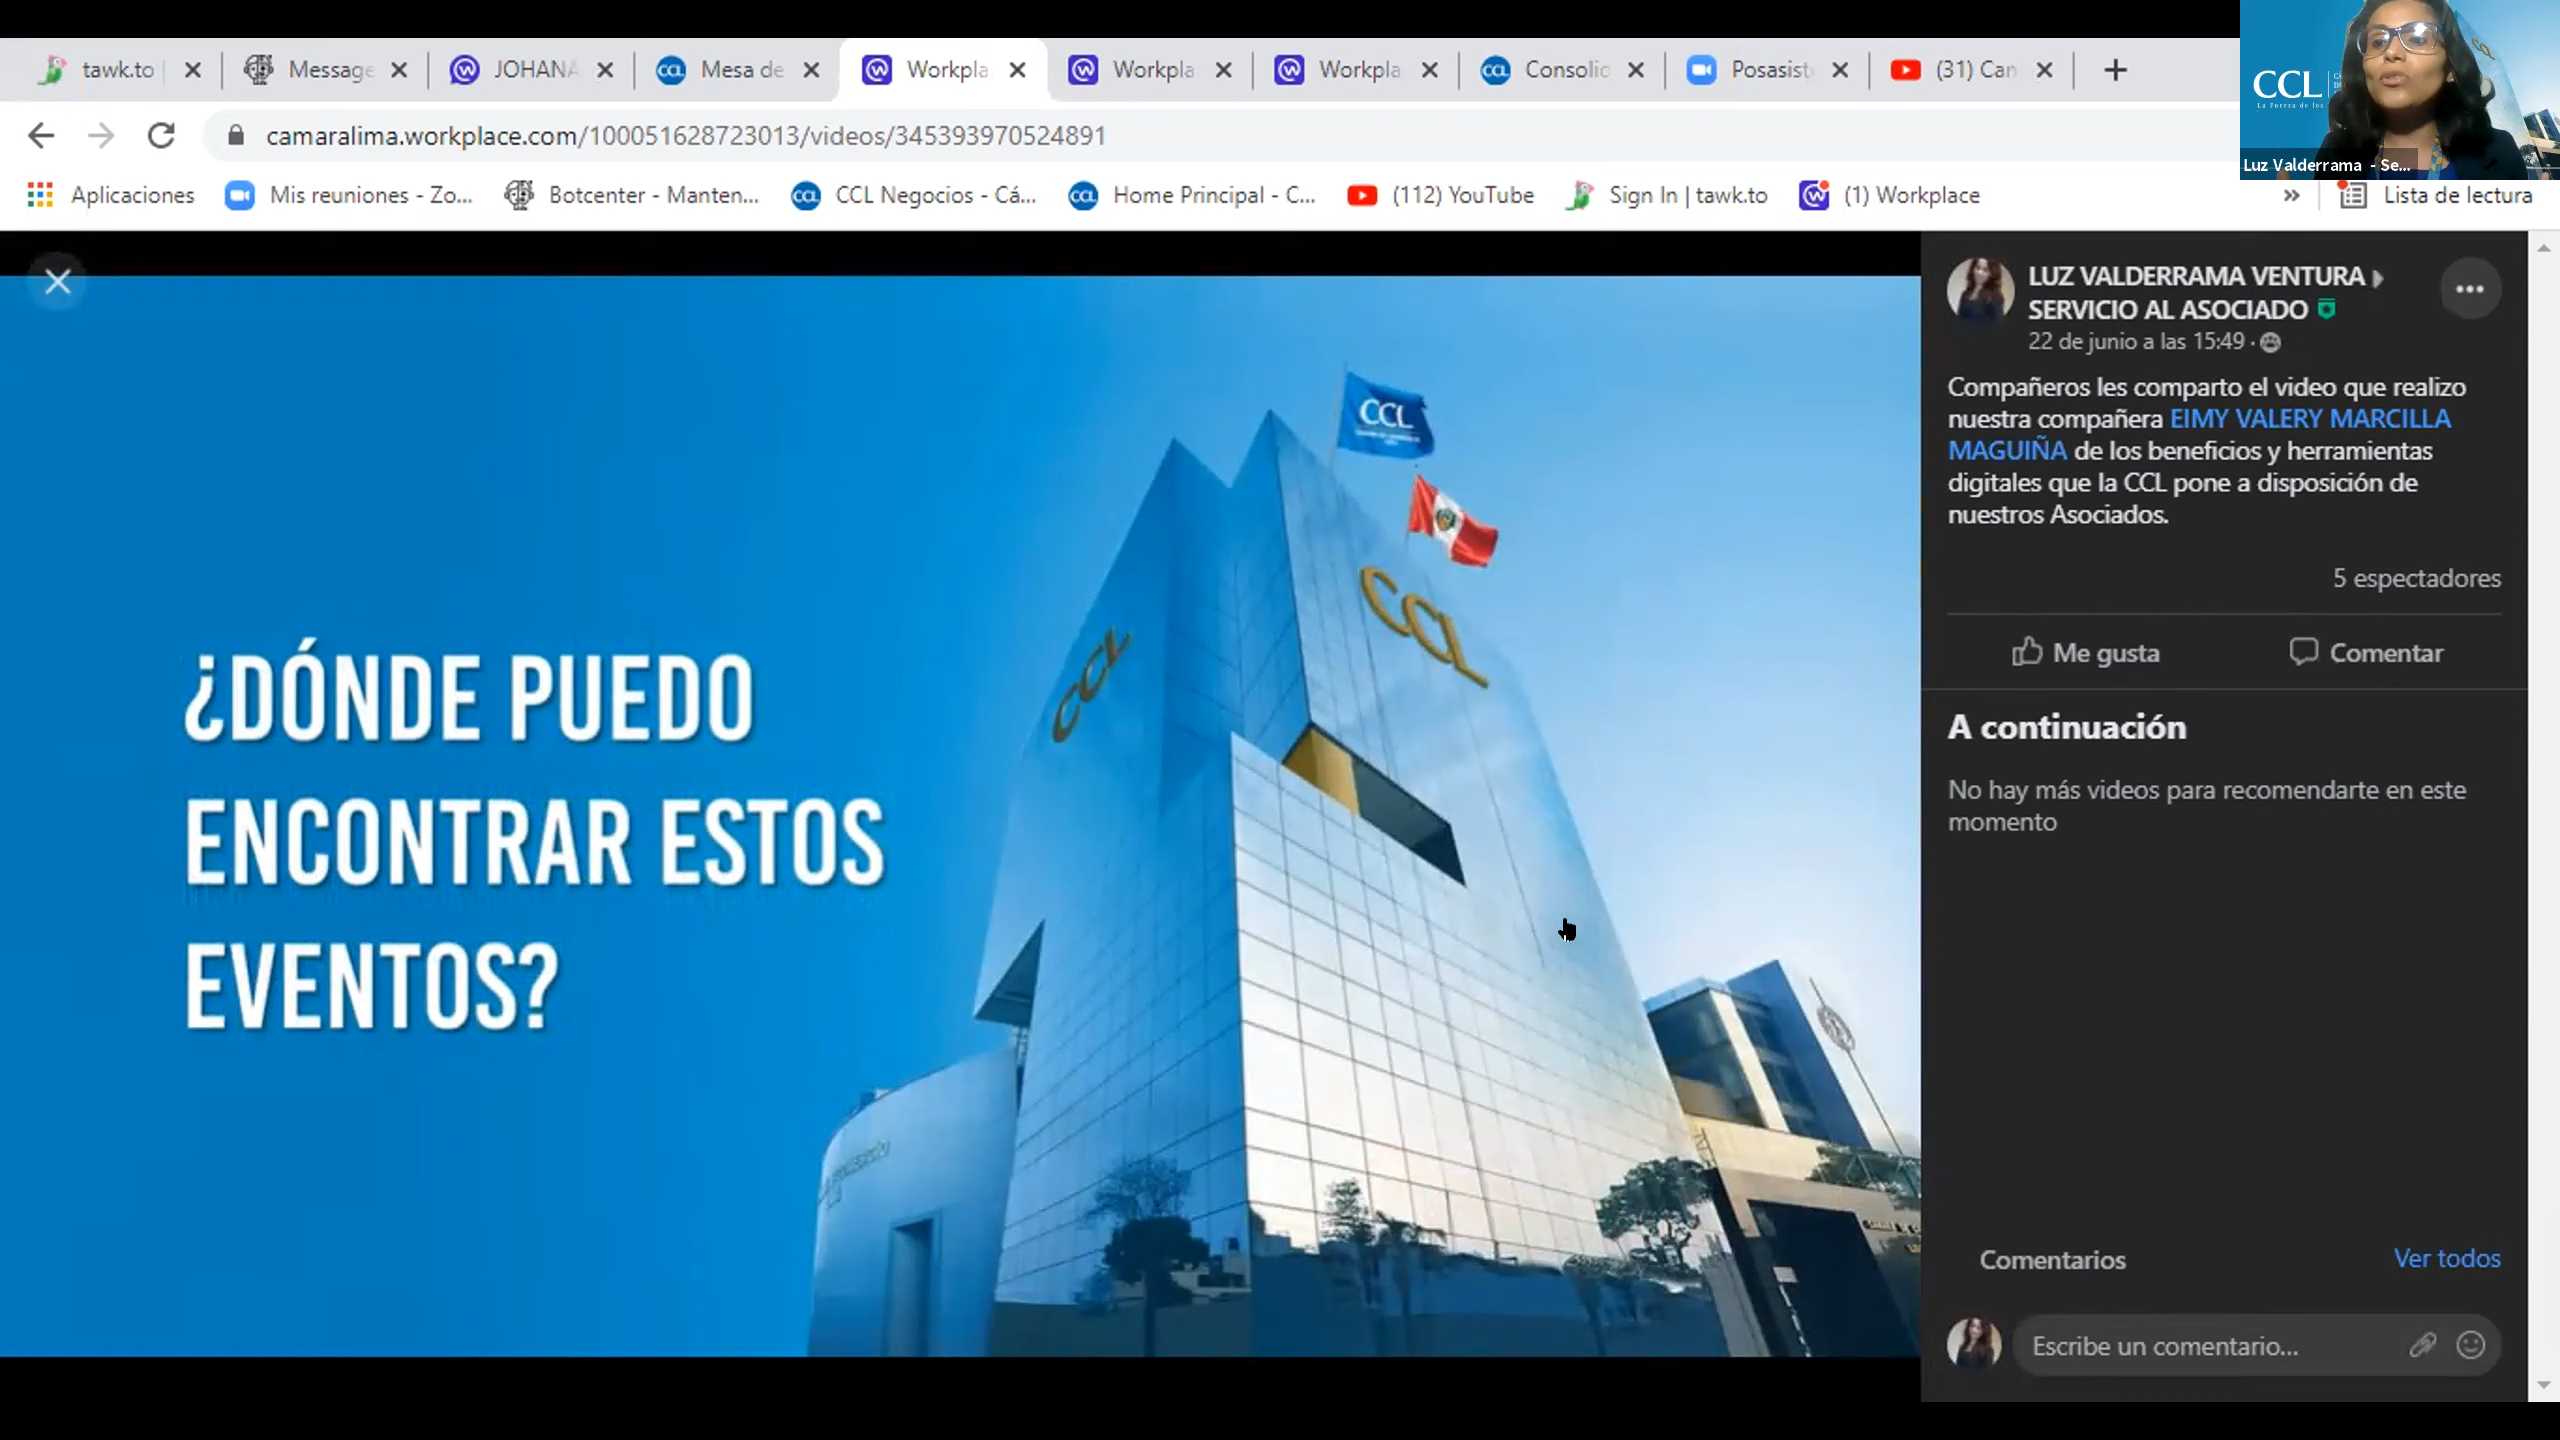 tawk.to
Message
JOHANA
Mesa de
Workpla
Workpla
Workpla
Consolid
Posasist
(31) Can
CCL
La Fuerza de los
Luz Valderrama - Se...
camaralima.workplace.com/100051628723013/videos/345393970524891
Aplicaciones
Mis reuniones - Zo...
Botcenter - Manten...
CCL Negocios - Cá...
Home Principal - C...
(112) YouTube
Sign In | tawk.to
(1) Workplace
»
Lista de lectura
¿DÓNDE PUEDO
ENCONTRAR ESTOS
EVENTOS?
CCL
CCL
CCL
LUZ VALDERRAMA VENTURA
SERVICIO AL ASOCIADO
22 de junio a las 15:49 ·
Compañeros les comparto el video que realizo
nuestra compañera EIMY VALERY MARCILLA
MAGUIÑA de los beneficios y herramientas
digitales que la CCL pone a disposición de
nuestros Asociados.
5 espectadores
Me gusta
Comentar
A continuación
No hay más videos para recomendarte en este
momento
Comentarios
Ver todos
Escribe un comentario...